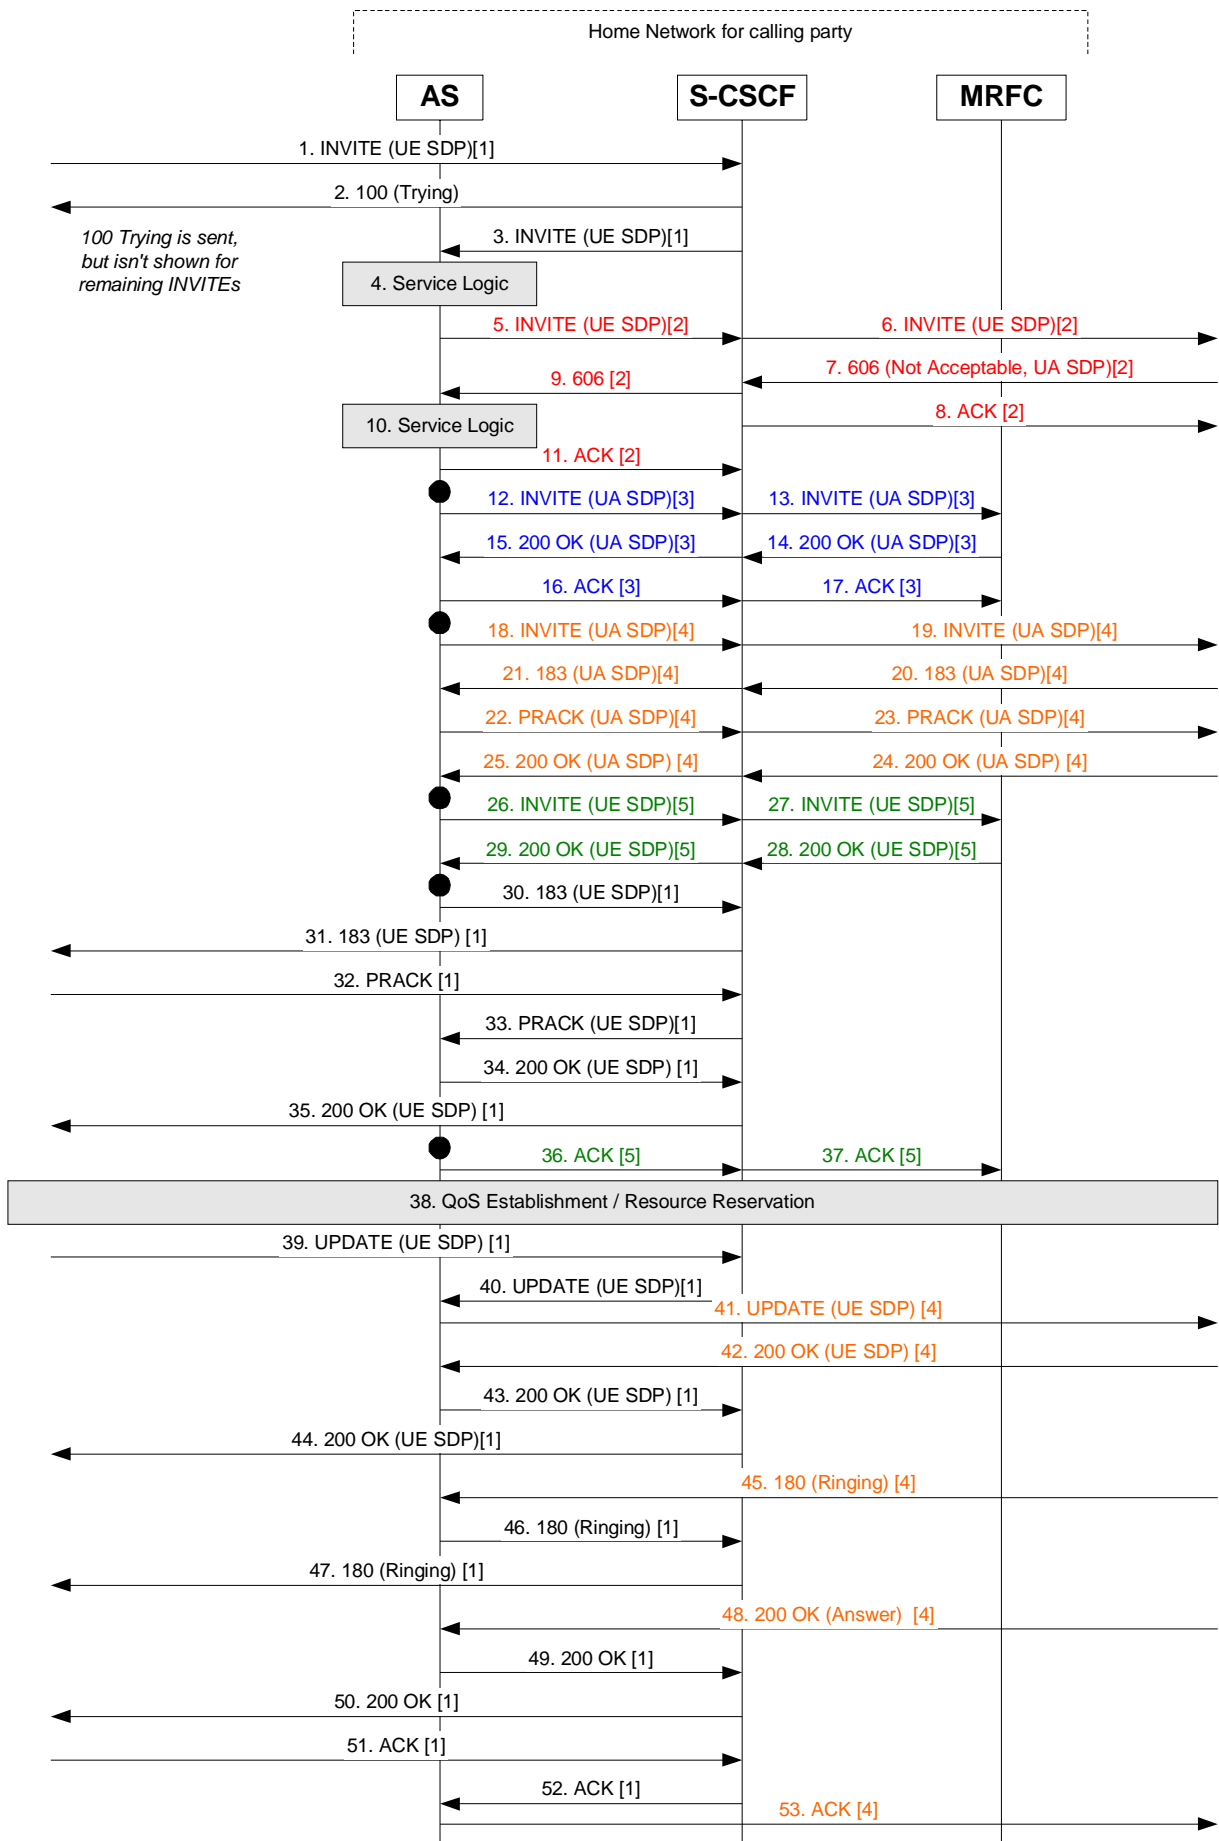 Home Network for calling party
AS
S-CSCF
MRFC
1. INVITE (UE SDP)[1]
2. 100 (Trying)
100 Trying is sent,
but isn't shown for
remaining INVITEs
3. INVITE (UE SDP)[1]
4. Service Logic
5. INVITE (UE SDP)[2]
6. INVITE (UE SDP)[2]
7. 606 (Not Acceptable, UA SDP)[2]
9. 606 [2]
8. ACK [2]
10. Service Logic
11. ACK [2]
12. INVITE (UA SDP)[3]
13. INVITE (UA SDP)[3]
15. 200 OK (UA SDP)[3]
14. 200 OK (UA SDP)[3]
16. ACK [3]
17. ACK [3]
18. INVITE (UA SDP)[4]
19. INVITE (UA SDP)[4]
21. 183 (UA SDP)[4]
20. 183 (UA SDP)[4]
22. PRACK (UA SDP)[4]
23. PRACK (UA SDP)[4]
25. 200 OK (UA SDP) [4]
24. 200 OK (UA SDP) [4]
26. INVITE (UE SDP)[5]
27. INVITE (UE SDP)[5]
29. 200 OK (UE SDP)[5]
28. 200 OK (UE SDP)[5]
30. 183 (UE SDP)[1]
31. 183 (UE SDP) [1]
32. PRACK [1]
33. PRACK (UE SDP)[1]
34. 200 OK (UE SDP) [1]
35. 200 OK (UE SDP) [1]
36. ACK [5]
37. ACK [5]
38. QoS Establishment / Resource Reservation
39. UPDATE (UE SDP) [1]
40. UPDATE (UE SDP)[1]
41. UPDATE (UE SDP) [4]
42. 200 OK (UE SDP) [4]
43. 200 OK (UE SDP) [1]
44. 200 OK (UE SDP)[1]
45. 180 (Ringing) [4]
46. 180 (Ringing) [1]
47. 180 (Ringing) [1]
48. 200 OK (Answer) [4]
49. 200 OK [1]
50. 200 OK [1]
51. ACK [1]
52. ACK [1]
53. ACK [4]